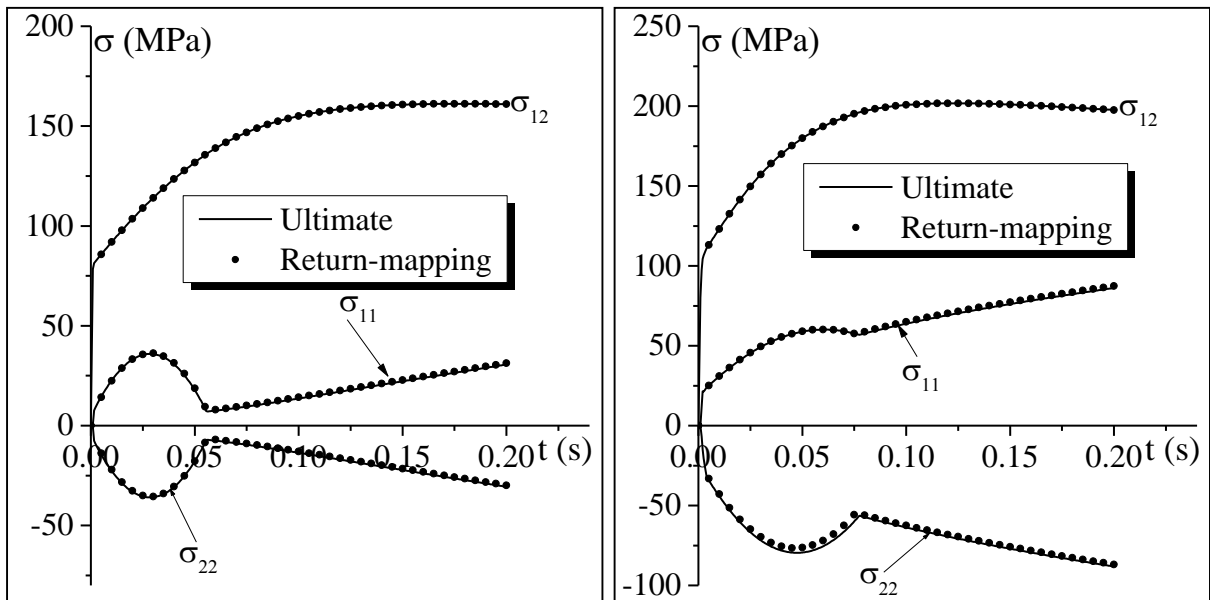 200
σ (MPa)
150
σ12
100
Ultimate
Return-mapping
50
σ11
0
0.00 0.05 0.10 0.15 0.20 t (s)
-50
σ22
250
σ (MPa)
200
σ12
150
Ultimate
Return-mapping
100
50
σ11
0
0.00 0.05 0.10 0.15 0.20 t (s)
-50
σ22
-100